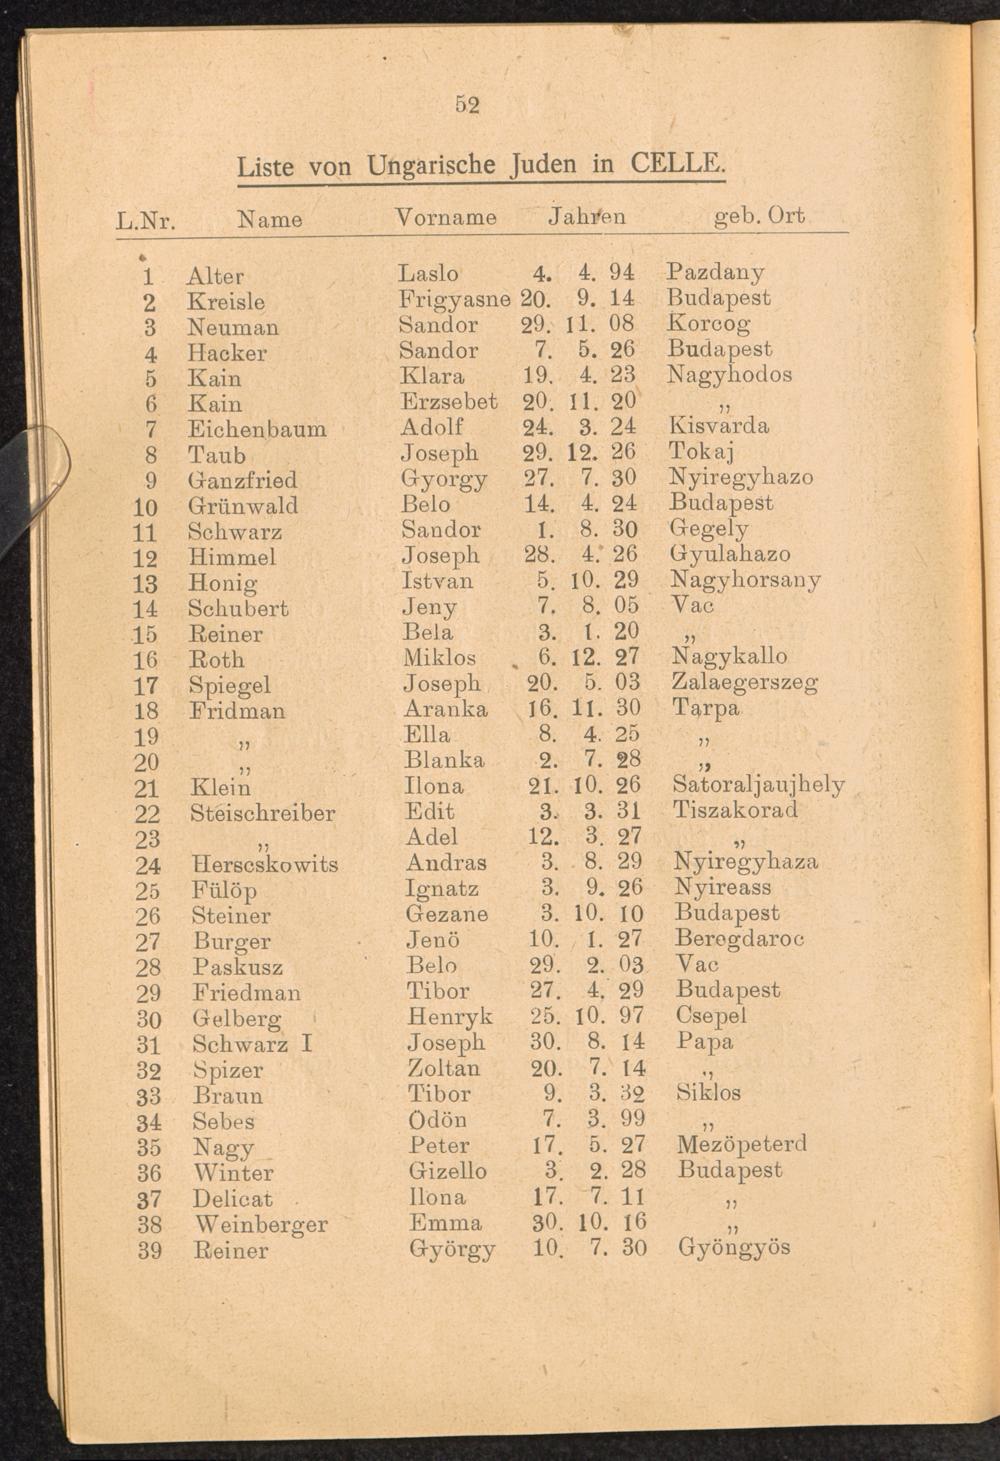 52
Liste von Ungarische Juden in CELLE.
L.Nr. Name Vorname Jahren geb. Ort
1 Alter Laslo 4. 4. 94 Pazdany
2 Kreisle Frigyasne 20. 9. 14 Budapest
3 Neuman Sandor 29. 11. 08 Korcog
4 Hacker Sandor 7. 5. 26 Budapest
5 Kain Klara 19. 4. 23 Nagyhodos
6 Kain Erzsebet 20. 11. 20 „
7 Eichenbaum Adolf 24. 3. 24 Kisvarda
8 Taub Joseph 29. 12. 26 Tokaj
9 Ganzfried Gyorgy 27. 7. 30 Nyiregyhazo
10 Grünwald Belo 14. 4. 24 Budapest
11 Schwarz Sandor 1. 8. 30 Gegely
12 Himmel Joseph 28. 4. 26 Gyulahazo
13 Honig Istvan 5. 10. 29 Nagyhorsany
14 Schubert Jeny 7. 8. 05 Vac
15 Reiner Bela 3. 1. 20 „
16 Roth Miklos 6. 12. 27 Nagykallo
17 Spiegel Joseph 20. 5. 03 Zalaegerszeg
18 Fridman Aranka 16. 11. 30 Tarpa
19 „ Ella 8. 4. 25 „
20 „ Blanka 2. 7. 28 „
21 Klein Ilona 21. 10. 26 Satoraljaujhely
22 Steischreiber Edit 3. 3. 31 Tiszakorad
23 „ Adel 12. 3. 27 „
24 Herscskowits Andras 3. 8. 29 Nyiregyhaza
25 Fülöp Ignatz 3. 9. 26 Nyireass
26 Steiner Gezane 3. 10. 10 Budapest
27 Burger Jenö 10. 1. 27 Beregdaroc
28 Paskusz Belo 29. 2. 03 Vac
29 Friedman Tibor 27. 4. 29 Budapest
30 Gelberg Henryk 25. 10. 97 Csepel
31 Schwarz I Joseph 30. 8. 14 Papa
32 Spizer Zoltan 20. 7. 14 „
33 Braun Tibor 9. 3. 32 Siklos
34 Sebes Ödön 7. 3. 99 „
35 Nagy Peter 17. 5. 27 Mezöpeterd
36 Winter Gizello 3. 2. 28 Budapest
37 Delicat Ilona 17. 7. 11 „
38 Weinberger Emma 30. 10. 16 „
39 Reiner György 10. 7. 30 Gyöngyös